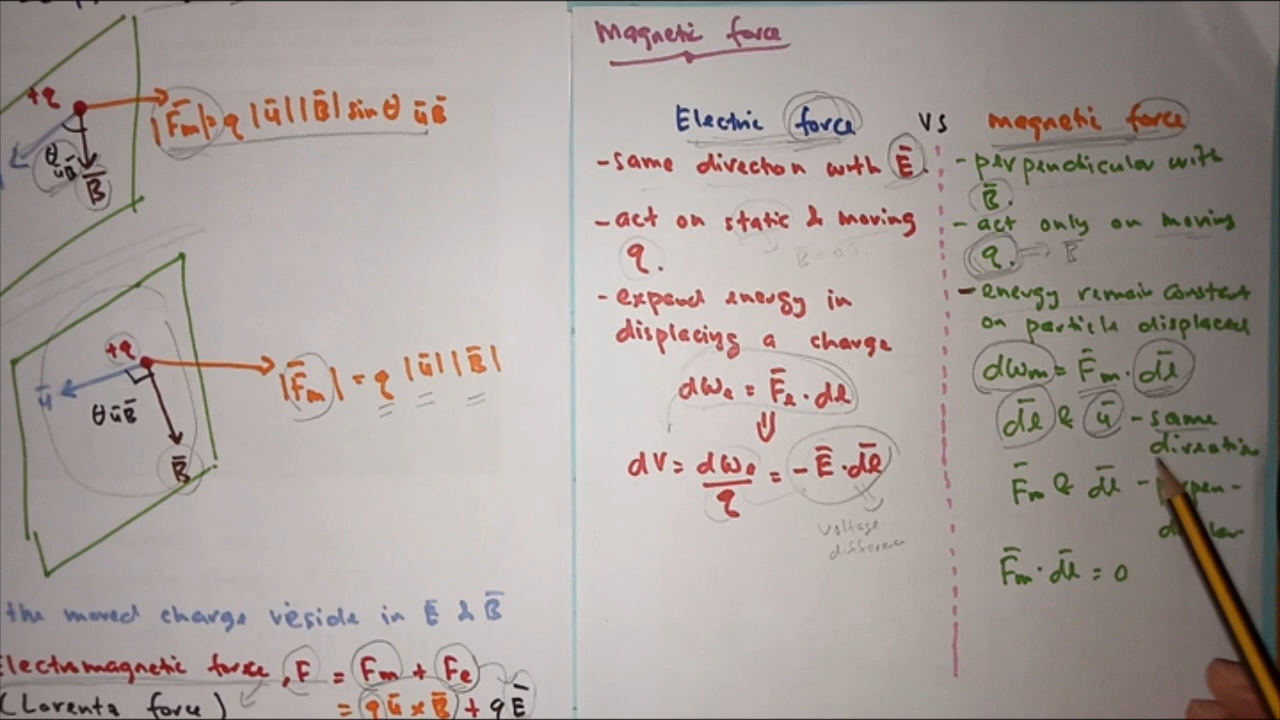 +q
|F̄m| = q |ū| |B̄| sin θ ūB̄
θ ūB̄
B̄
+q
|F̄m| = q |ū| |B̄|
ū
θ ūB̄
B̄
the moved charge reside in Ē & B̄
Electromagnetic force, F = Fm + Fe
(Lorentz force) = qū×B̄ + qĒ
Magnetic force
Electric force VS magnetic force
- same direction with Ē.
- act on static & moving
q.
- expend energy in
displacing a charge
dWe = F̄e · dl
⇓
dV = dWe / q = - Ē · dl̄
voltage
difference
- perpendicular with
B̄.
- act only on moving
q. → B̄
- energy remain constant
on particle displaced
dWm = F̄m · dl̄
dl̄ & ū - same
direction
F̄m & dl̄ - perpen-
F̄m · dl̄ = 0